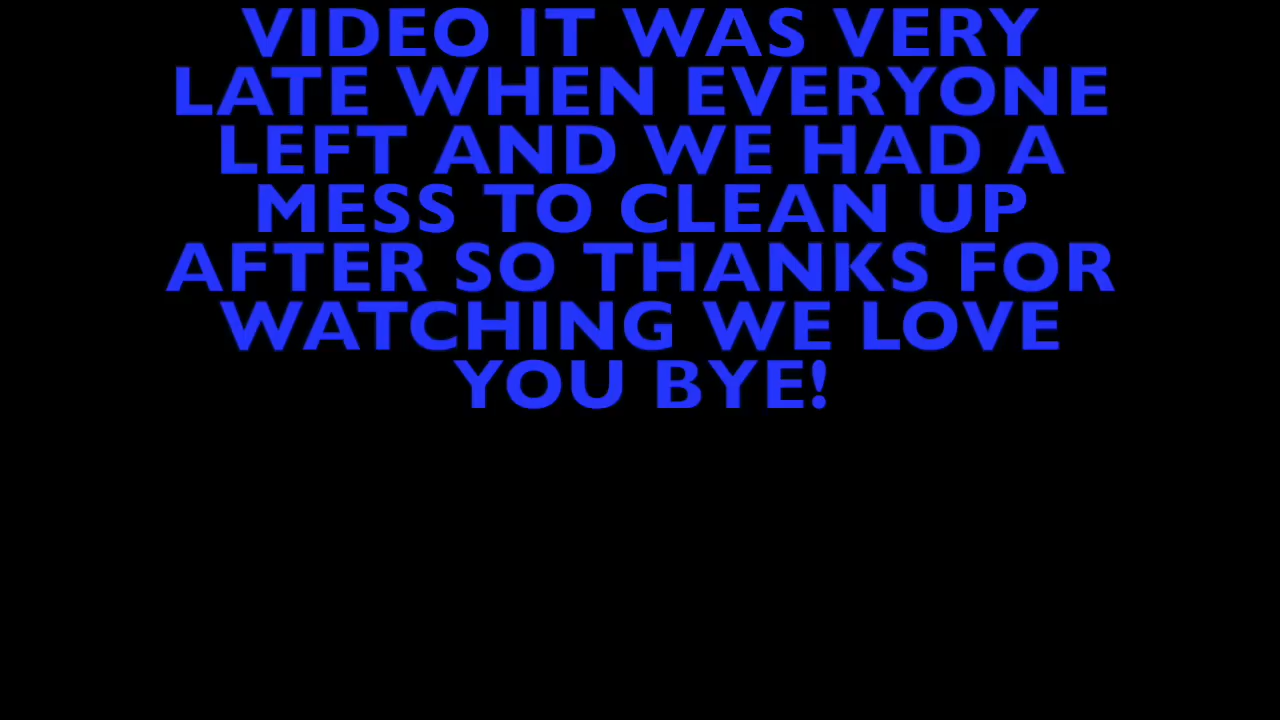 VIDEO IT WAS VERY
LATE WHEN EVERYONE
LEFT AND WE HAD A
MESS TO CLEAN UP
AFTER SO THANKS FOR
WATCHING WE LOVE
YOU BYE!